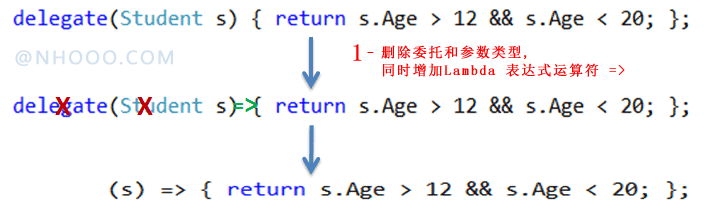 delegate(Student s) { return s.Age > 12 && s.Age < 20; };
@NHOOO.COM
1- 删除委托和参数类型,
同时增加Lambda 表达式运算符 =>
delegate(Student s)=>{ return s.Age > 12 && s.Age < 20; };
(s) => { return s.Age > 12 && s.Age < 20; };